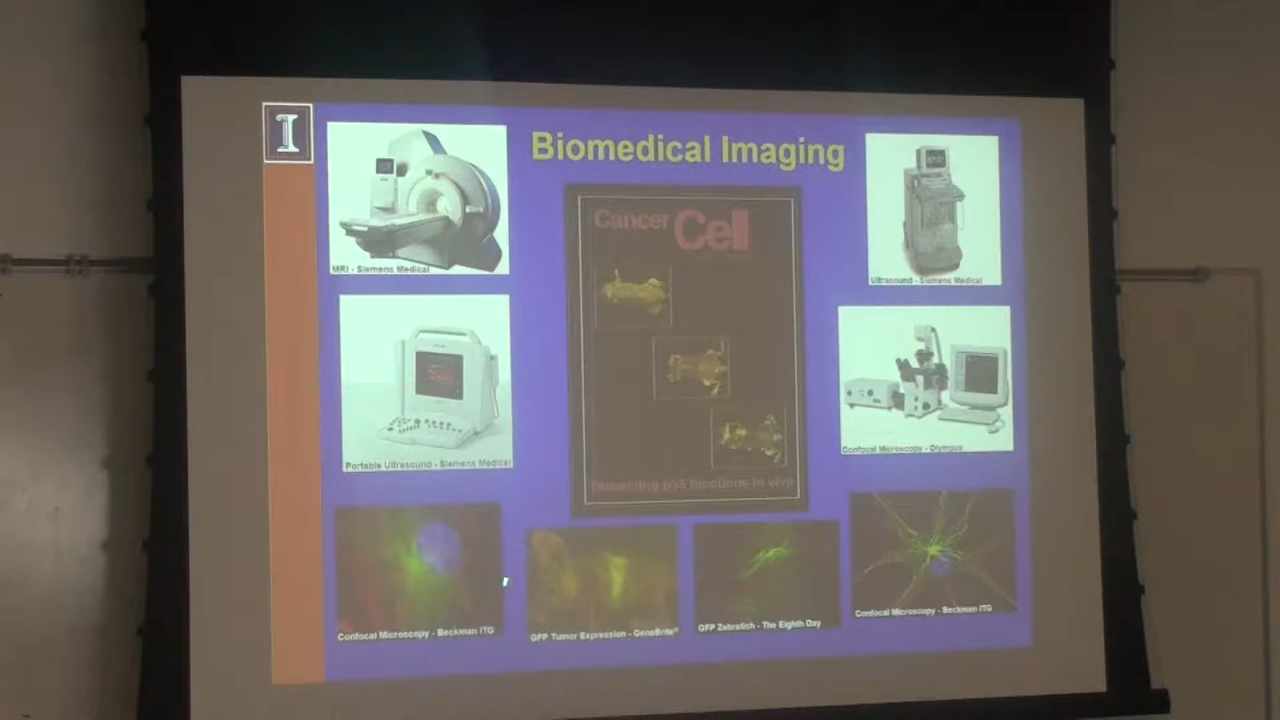 I
Biomedical Imaging
MRI - Siemens Medical
Cancer Cell
Ultrasound - Siemens Medical
Portable Ultrasound - Siemens Medical
Confocal Microscopy - Olympus
Dissecting p38 functions in vivo
Confocal Microscopy - Beckman ITG
GFP Tumor Expression - GeneBrite®
GFP Zebrafish - The Eighth Day
Confocal Microscopy - Beckman ITG